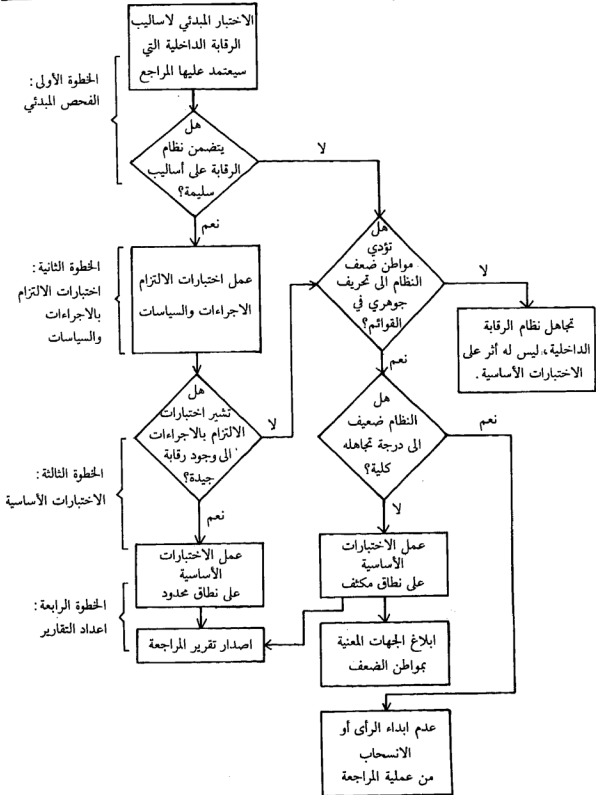 الاختبار المبدئي لاساليب
الرقابة الداخلية التي
سيعتمد عليها المراجع
الخطوة الأولى :
الفحص المبدئي
هل
يتضمن نظام
الرقابة على أساليب
سليمة؟
لا
نعم
الخطوة الثانية :
اختبارات الالتزام
بالاجراءات
والسياسات
عمل اختبارات الالتزام
الاجراءات والسياسات
هل
تؤدي
مواطن ضعف
النظام الى تحريف
جوهري في
القوائم؟
لا
نعم
تجاهل نظام الرقابة
الداخلية، ليس له أثر على
الاختبارات الأساسية .
هل
تشير اختبارات
الالتزام بالاجراءات
الى وجود رقابة
جيدة؟
لا
نعم
هل
النظام ضعيف
الى درجة تجاهله
كلية؟
نعم
لا
الخطوة الثالثة :
الاختبارات الأساسية
عمل الاختبارات
الأساسية
على نطاق محدود
عمل الاختبارات
الأساسية
على نطاق مكثف
الخطوة الرابعة :
اعداد التقارير
اصدار تقرير المراجعة
ابلاغ الجهات المعنية
بمواطن الضعف
عدم ابداء الرأى أو
الانسحاب
من عملية المراجعة